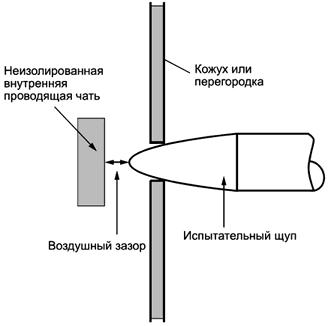 Неизолированная
внутренняя
проводящая чать
Кожух или
перегородка
Воздушный зазор
Испытательный щуп